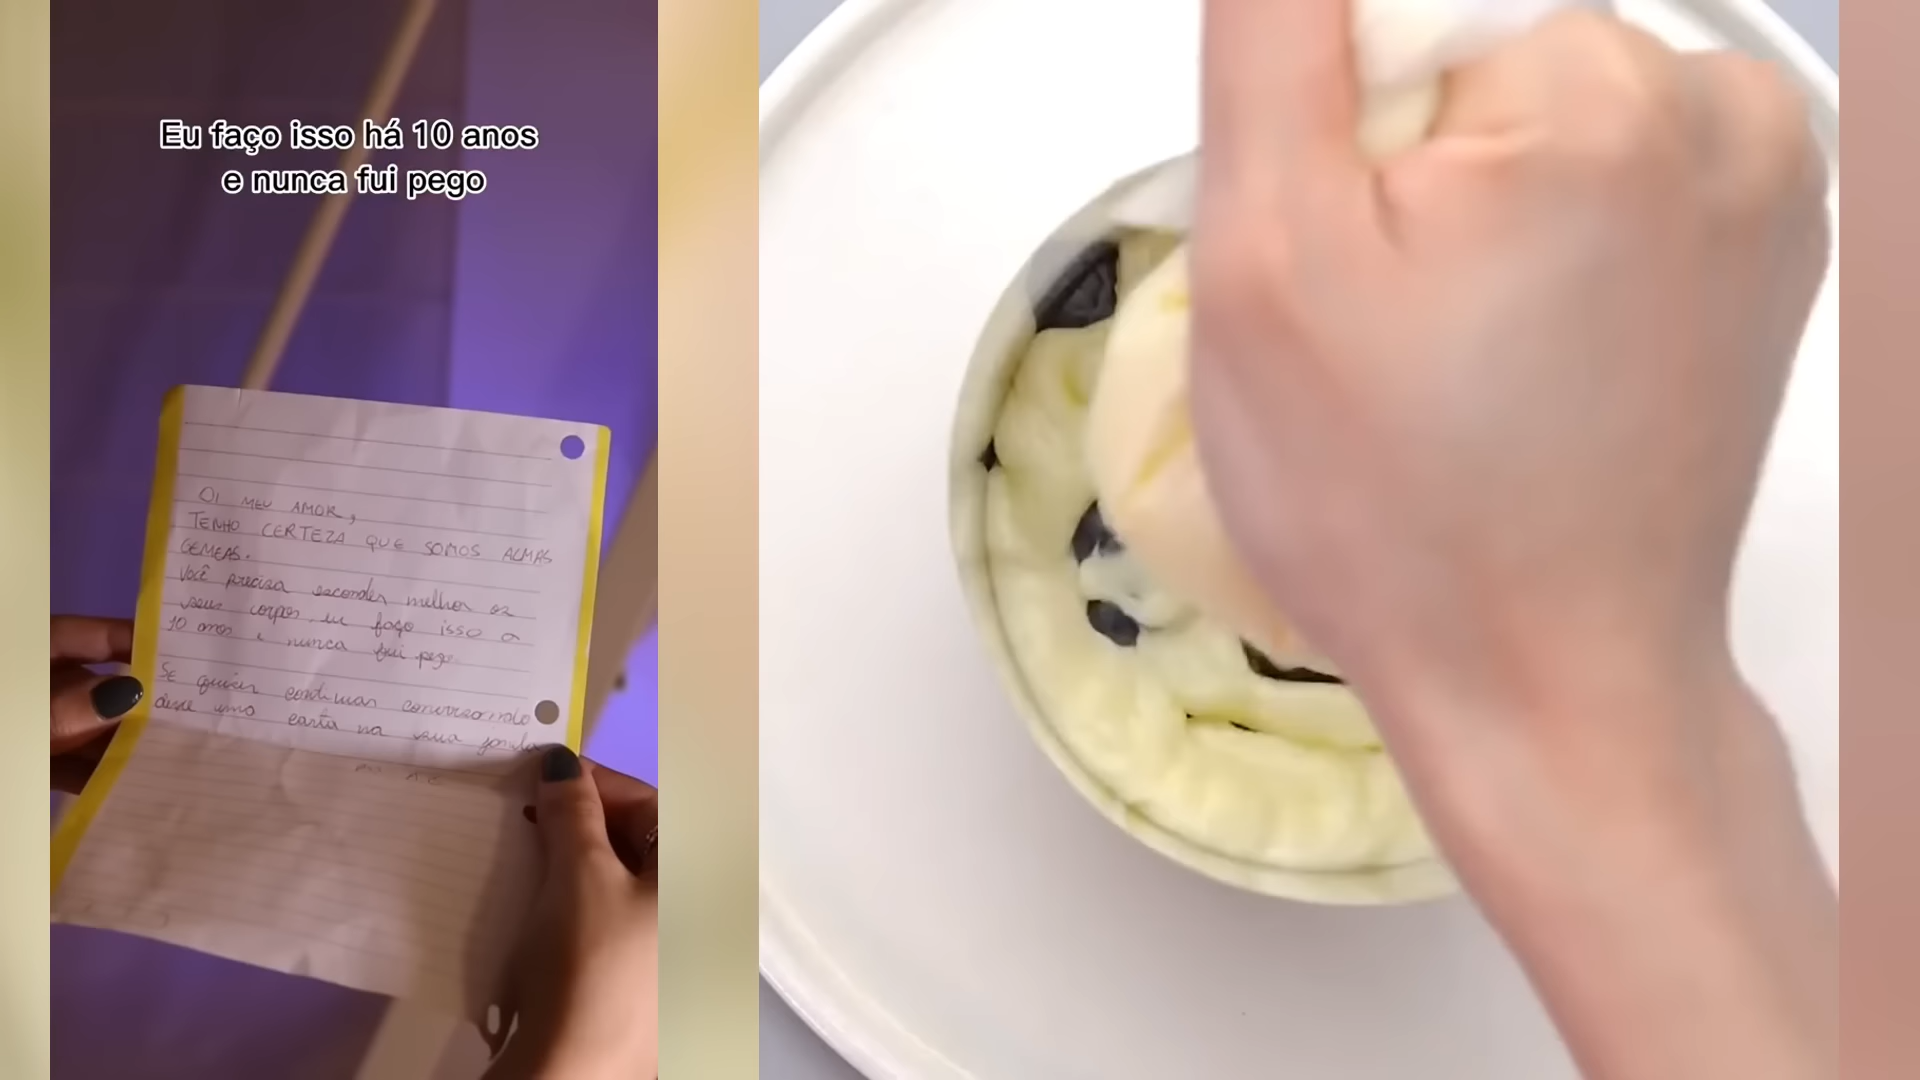 Eu faço isso há 10 anos
e nunca fui pego
OI MEU AMOR,
TENHO CERTEZA QUE SOMOS ALMAS
GEMEAS.
Você precisa esconder melhor os
seus corpos, eu faço isso a
10 anos e nunca fui pego.
Se quiser continuar conversando
deixe uma carta na sua janela